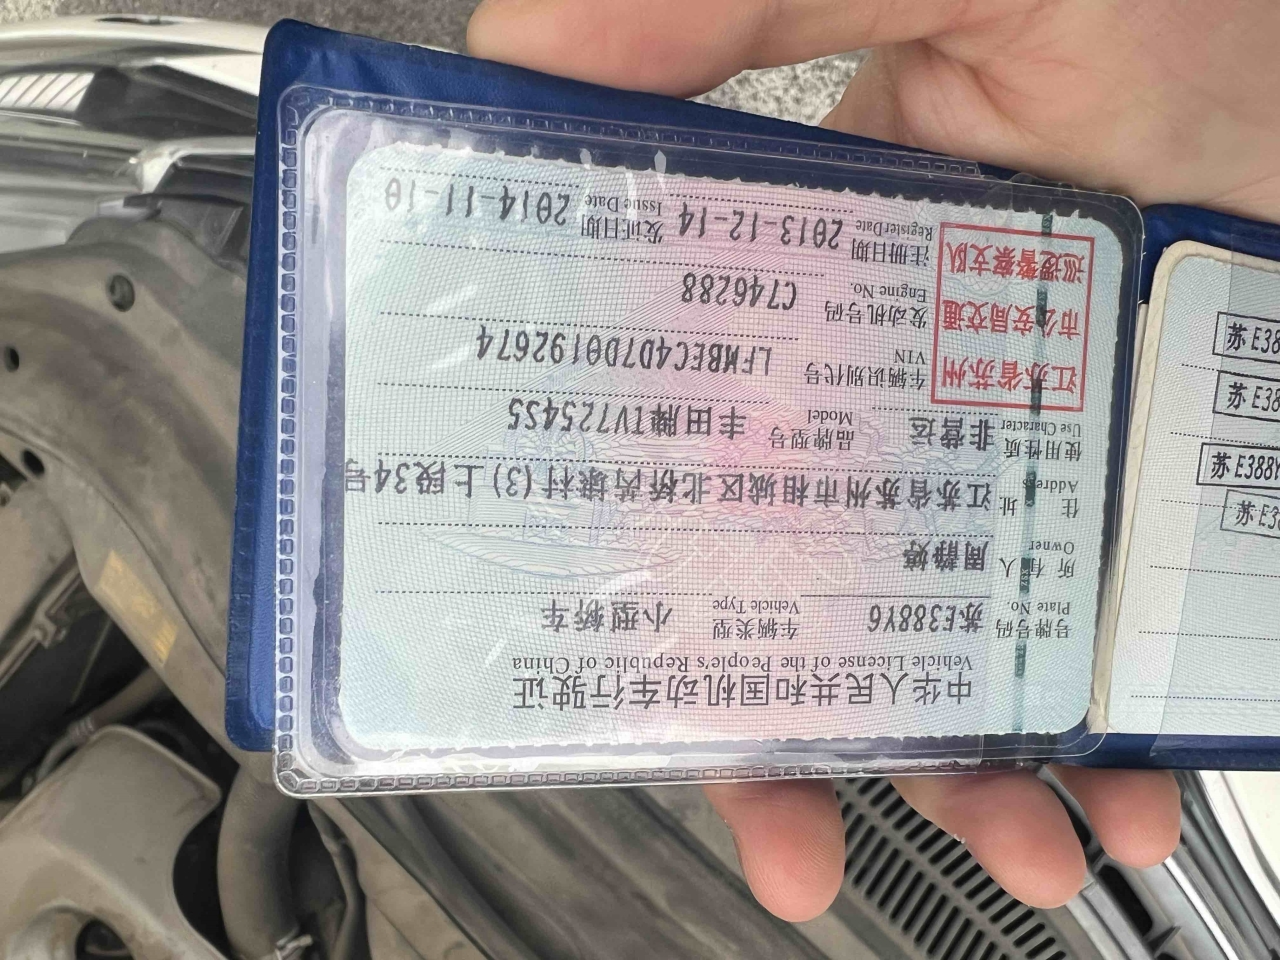 中华人民共和国机动车行驶证
Vehicle License of the People's Republic of China
号牌号码 苏E388Y6 车辆类型 小型轿车
Plate No. Vehicle Type
所有人 周静婷
Owner
住址 江苏省苏州市相城区北桥芮埭村(3)上段34号
Address
使用性质 非营运 品牌型号 丰田牌TV7254S5
Use Character Model
江苏省苏州
市公安局交通
巡逻警察支队
车辆识别代号 LFMBEC4D7D0192674
VIN
发动机号码 C746288
Engine No.
注册日期 2013-12-14 发证日期 2014-11-10
Register Date Issue Date
苏E38
苏E38
苏E388Y
苏E3